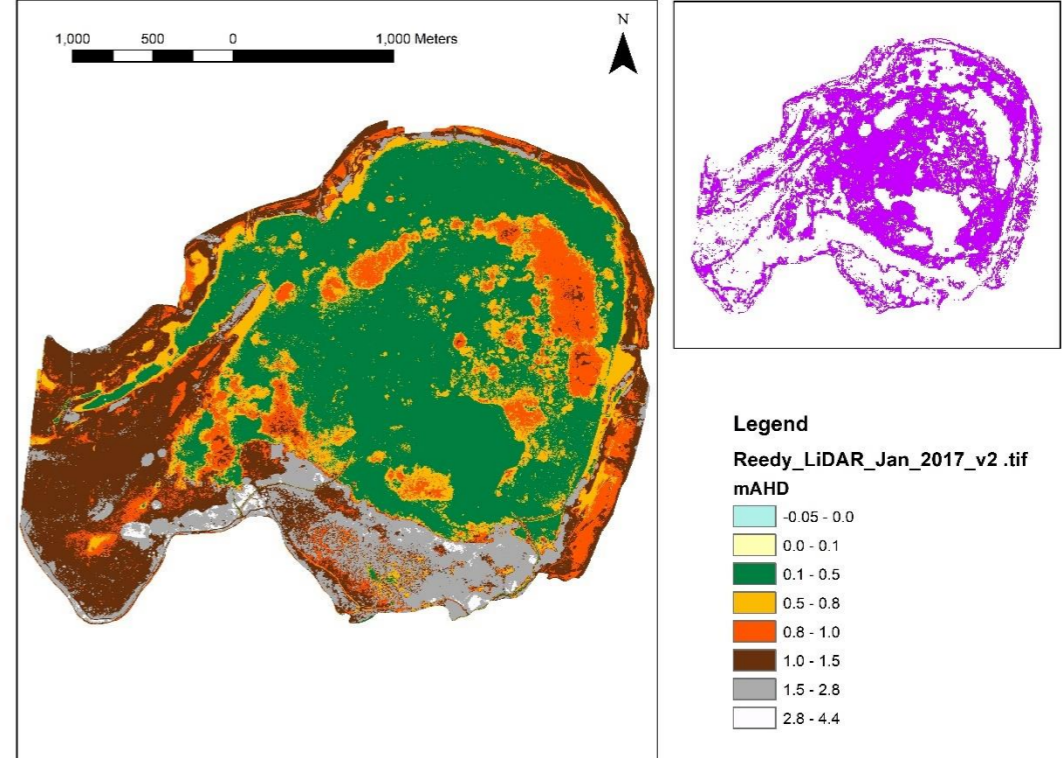 N
1,000 500 0 1,000 Meters
Legend
Reedy_LiDAR_Jan_2017_v2 .tif
mAHD
-0.05 - 0.0
0.0 - 0.1
0.1 - 0.5
0.5 - 0.8
0.8 - 1.0
1.0 - 1.5
1.5 - 2.8
2.8 - 4.4